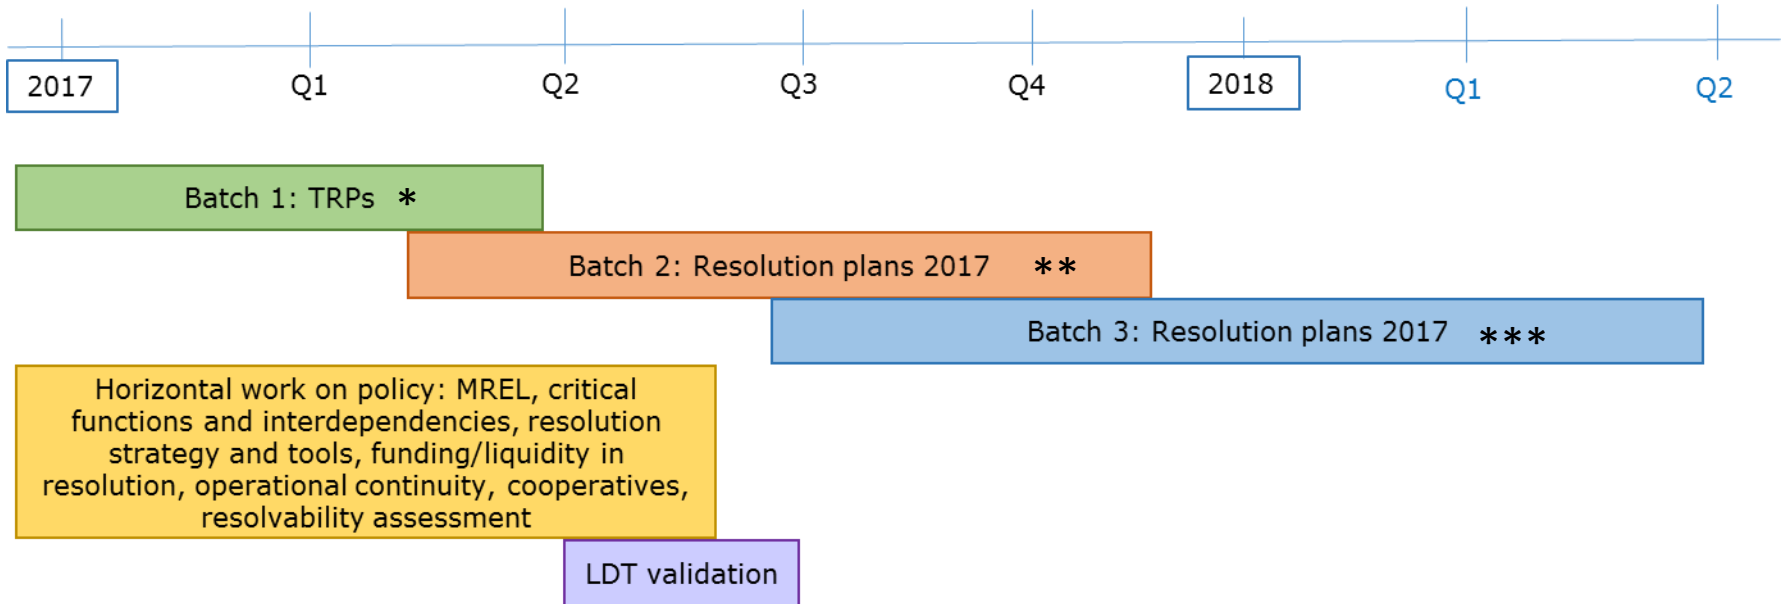 2017 Q1 Q2 Q3 Q4 2018 Q1 Q2
Batch 1: TRPs *
Batch 2: Resolution plans 2017 **
Batch 3: Resolution plans 2017 ***
Horizontal work on policy: MREL, critical
functions and interdependencies, resolution
strategy and tools, funding/liquidity in
resolution, operational continuity, cooperatives,
resolvability assessment
LDT validation